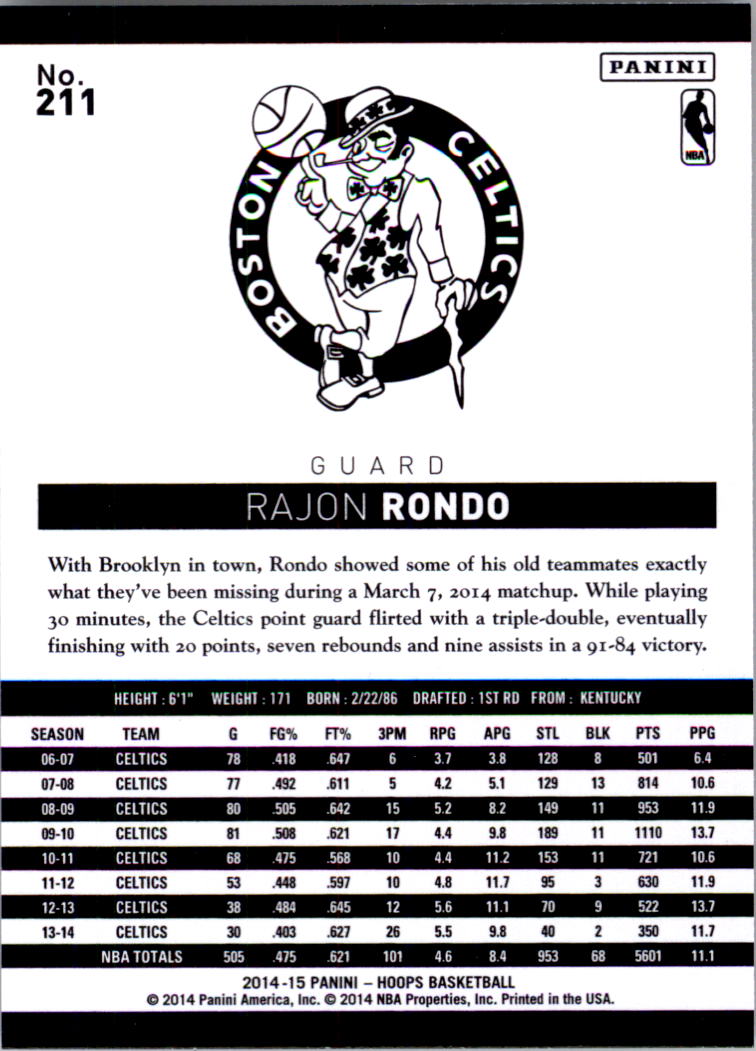 No.
211
PANINI
NBA
BOSTON CELTICS
GUARD
RAJON RONDO
With Brooklyn in town, Rondo showed some of his old teammates exactly
what they've been missing during a March 7, 2014 matchup. While playing
30 minutes, the Celtics point guard flirted with a triple-double, eventually
finishing with 20 points, seven rebounds and nine assists in a 91-84 victory.
HEIGHT : 6'1" WEIGHT : 171 BORN : 2/22/86 DRAFTED : 1ST RD FROM : KENTUCKY
SEASON TEAM G FG% FT% 3PM RPG APG STL BLK PTS PPG
06-07 CELTICS 78 .418 .647 6 3.7 3.8 128 8 501 6.4
07-08 CELTICS 77 .492 .611 5 4.2 5.1 129 13 814 10.6
08-09 CELTICS 80 .505 .642 15 5.2 8.2 149 11 953 11.9
09-10 CELTICS 81 .508 .621 17 4.4 9.8 189 11 1110 13.7
10-11 CELTICS 68 .475 .568 10 4.4 11.2 153 11 721 10.6
11-12 CELTICS 53 .448 .597 10 4.8 11.7 95 3 630 11.9
12-13 CELTICS 38 .484 .645 12 5.6 11.1 70 9 522 13.7
13-14 CELTICS 30 .403 .627 26 5.5 9.8 40 2 350 11.7
NBA TOTALS 505 .475 .621 101 4.6 8.4 953 68 5601 11.1
2014-15 PANINI – HOOPS BASKETBALL
© 2014 Panini America, Inc. © 2014 NBA Properties, Inc. Printed in the USA.